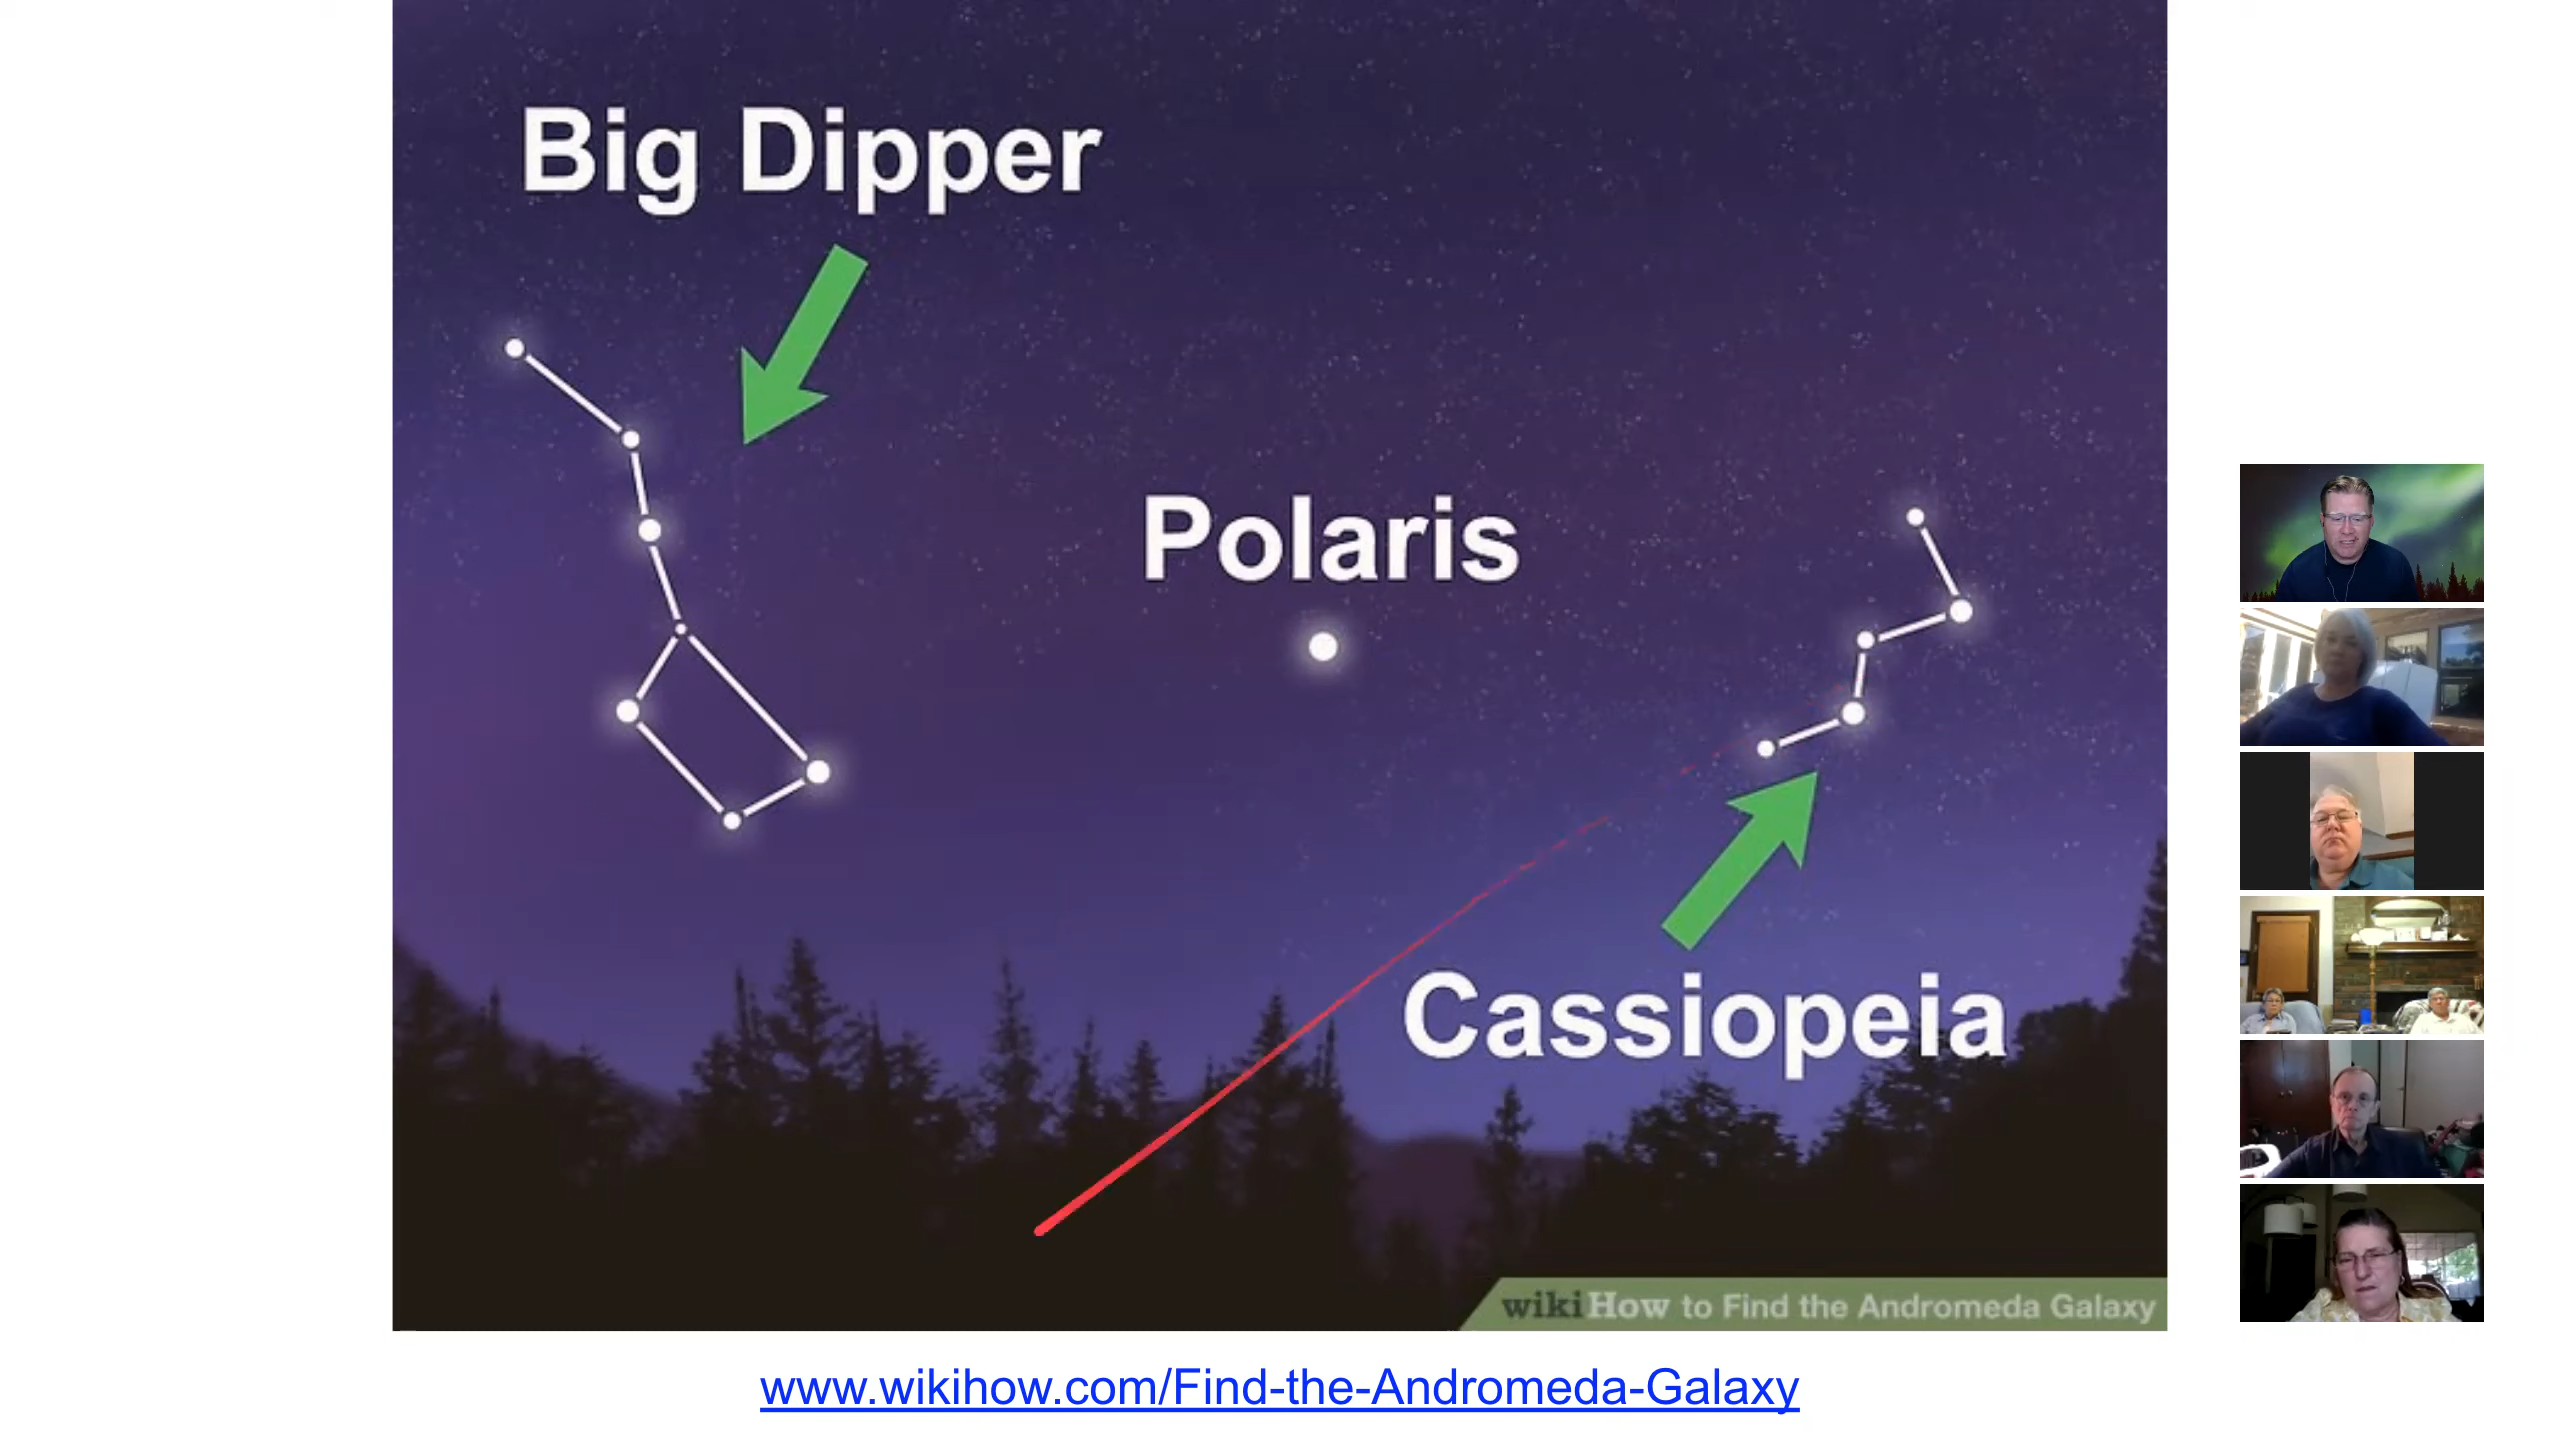 Big Dipper
Polaris
Cassiopeia
wikiHow to Find the Andromeda Galaxy
www.wikihow.com/Find-the-Andromeda-Galaxy